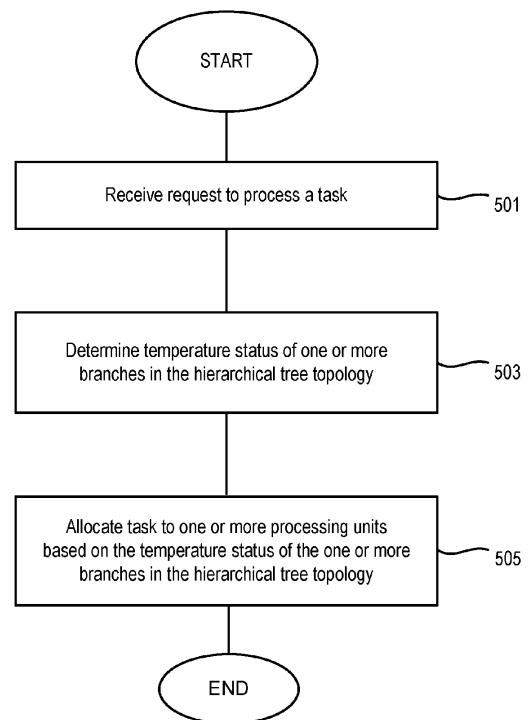 START
Receive request to process a task
501
Determine temperature status of one or more
branches in the hierarchical tree topology
503
Allocate task to one or more processing units
based on the temperature status of the one or more
branches in the hierarchical tree topology
505
END